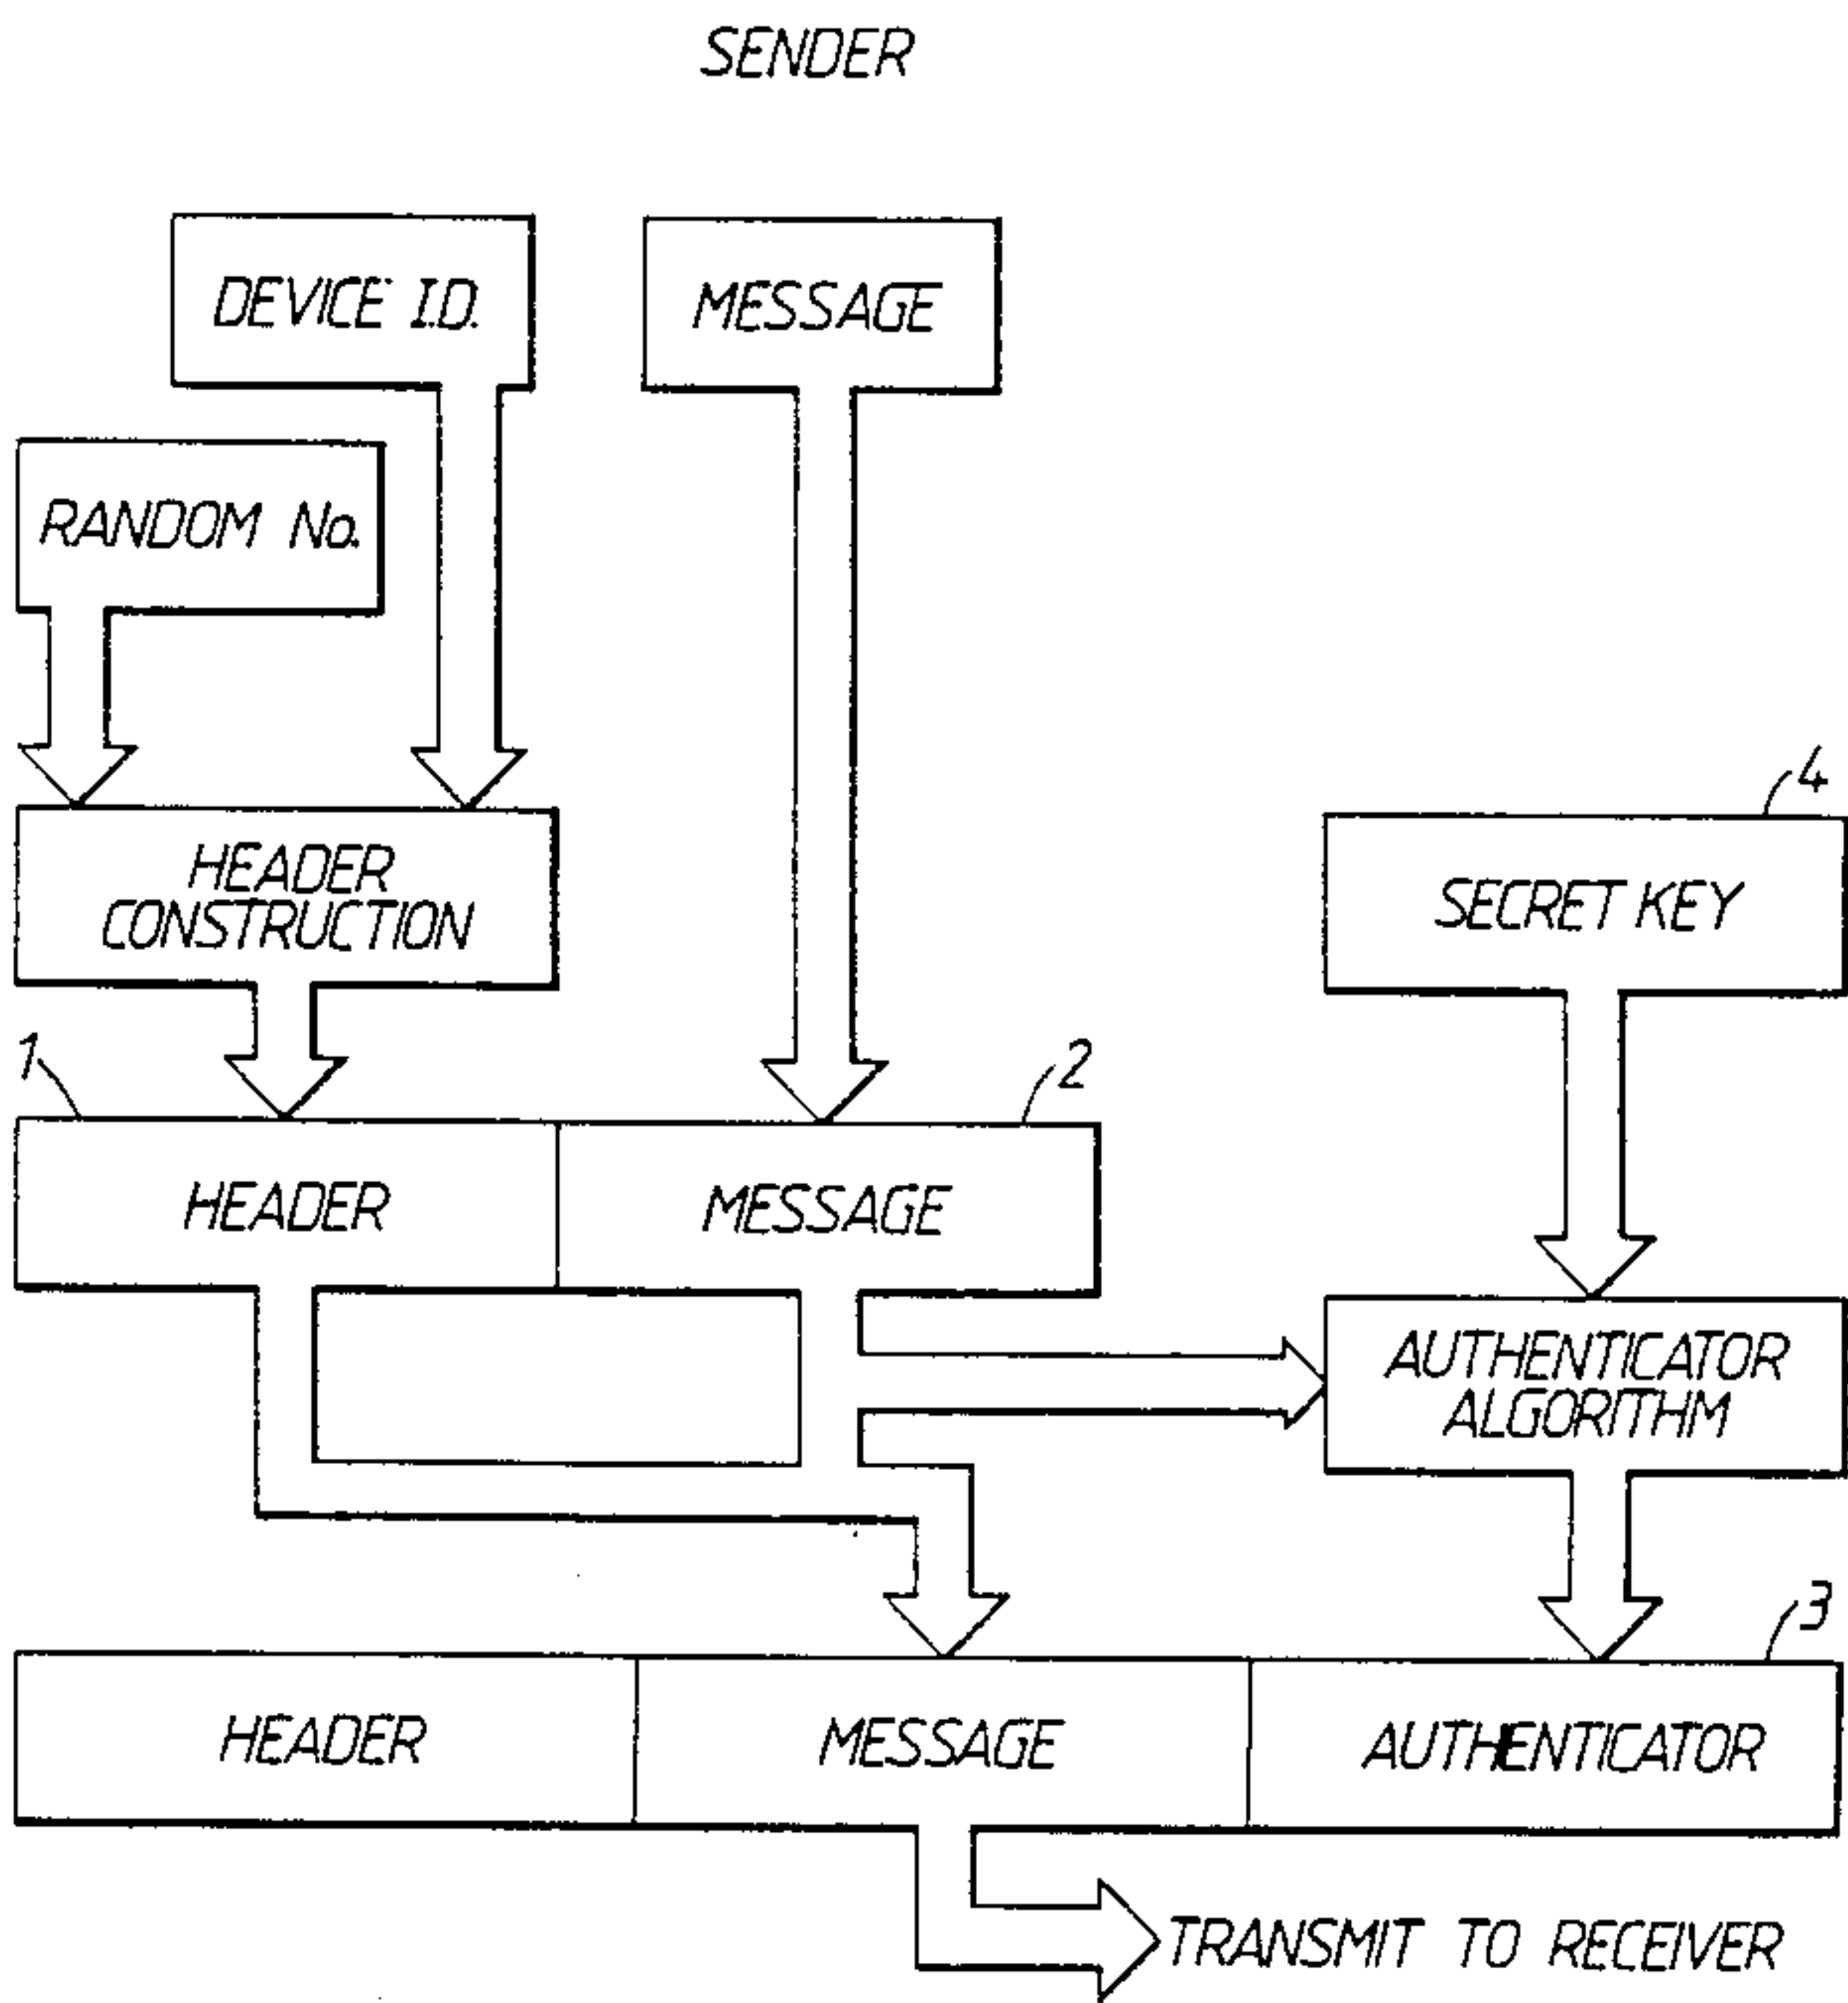 SENDER
DEVICE I.D.
MESSAGE
RANDOM No.
HEADER
CONSTRUCTION
4
SECRET KEY
1
2
HEADER
MESSAGE
AUTHENTICATOR
ALGORITHM
3
HEADER
MESSAGE
AUTHENTICATOR
TRANSMIT TO RECEIVER